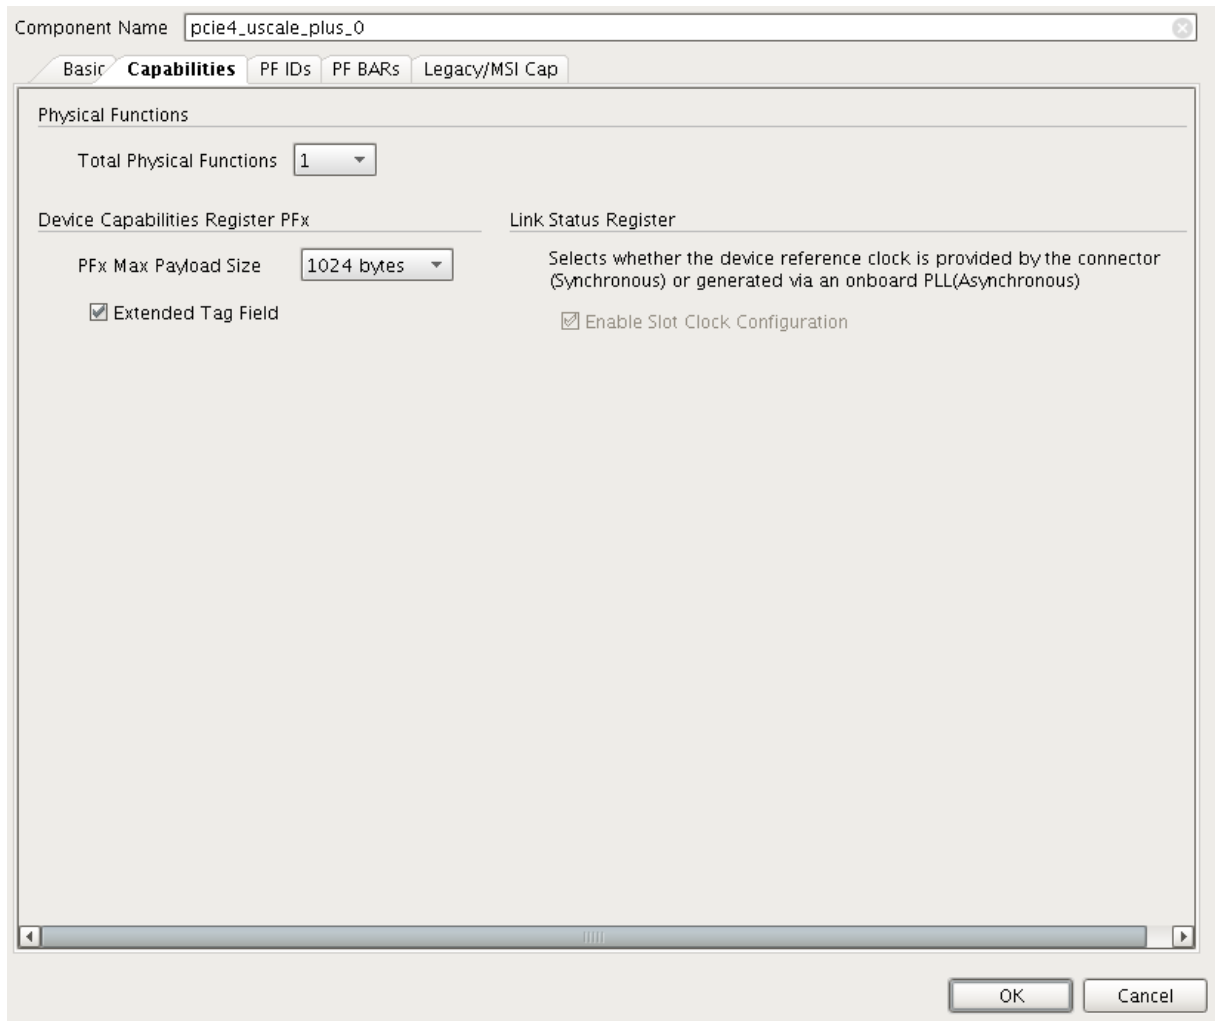 Component Name pcie4_uscale_plus_0
Basic Capabilities PF IDs PF BARs Legacy/MSI Cap
Physical Functions
Total Physical Functions 1
Device Capabilities Register PFx
Link Status Register
PFx Max Payload Size 1024 bytes
Extended Tag Field
Selects whether the device reference clock is provided by the connector
(Synchronous) or generated via an onboard PLL(Asynchronous)
Enable Slot Clock Configuration
OK Cancel